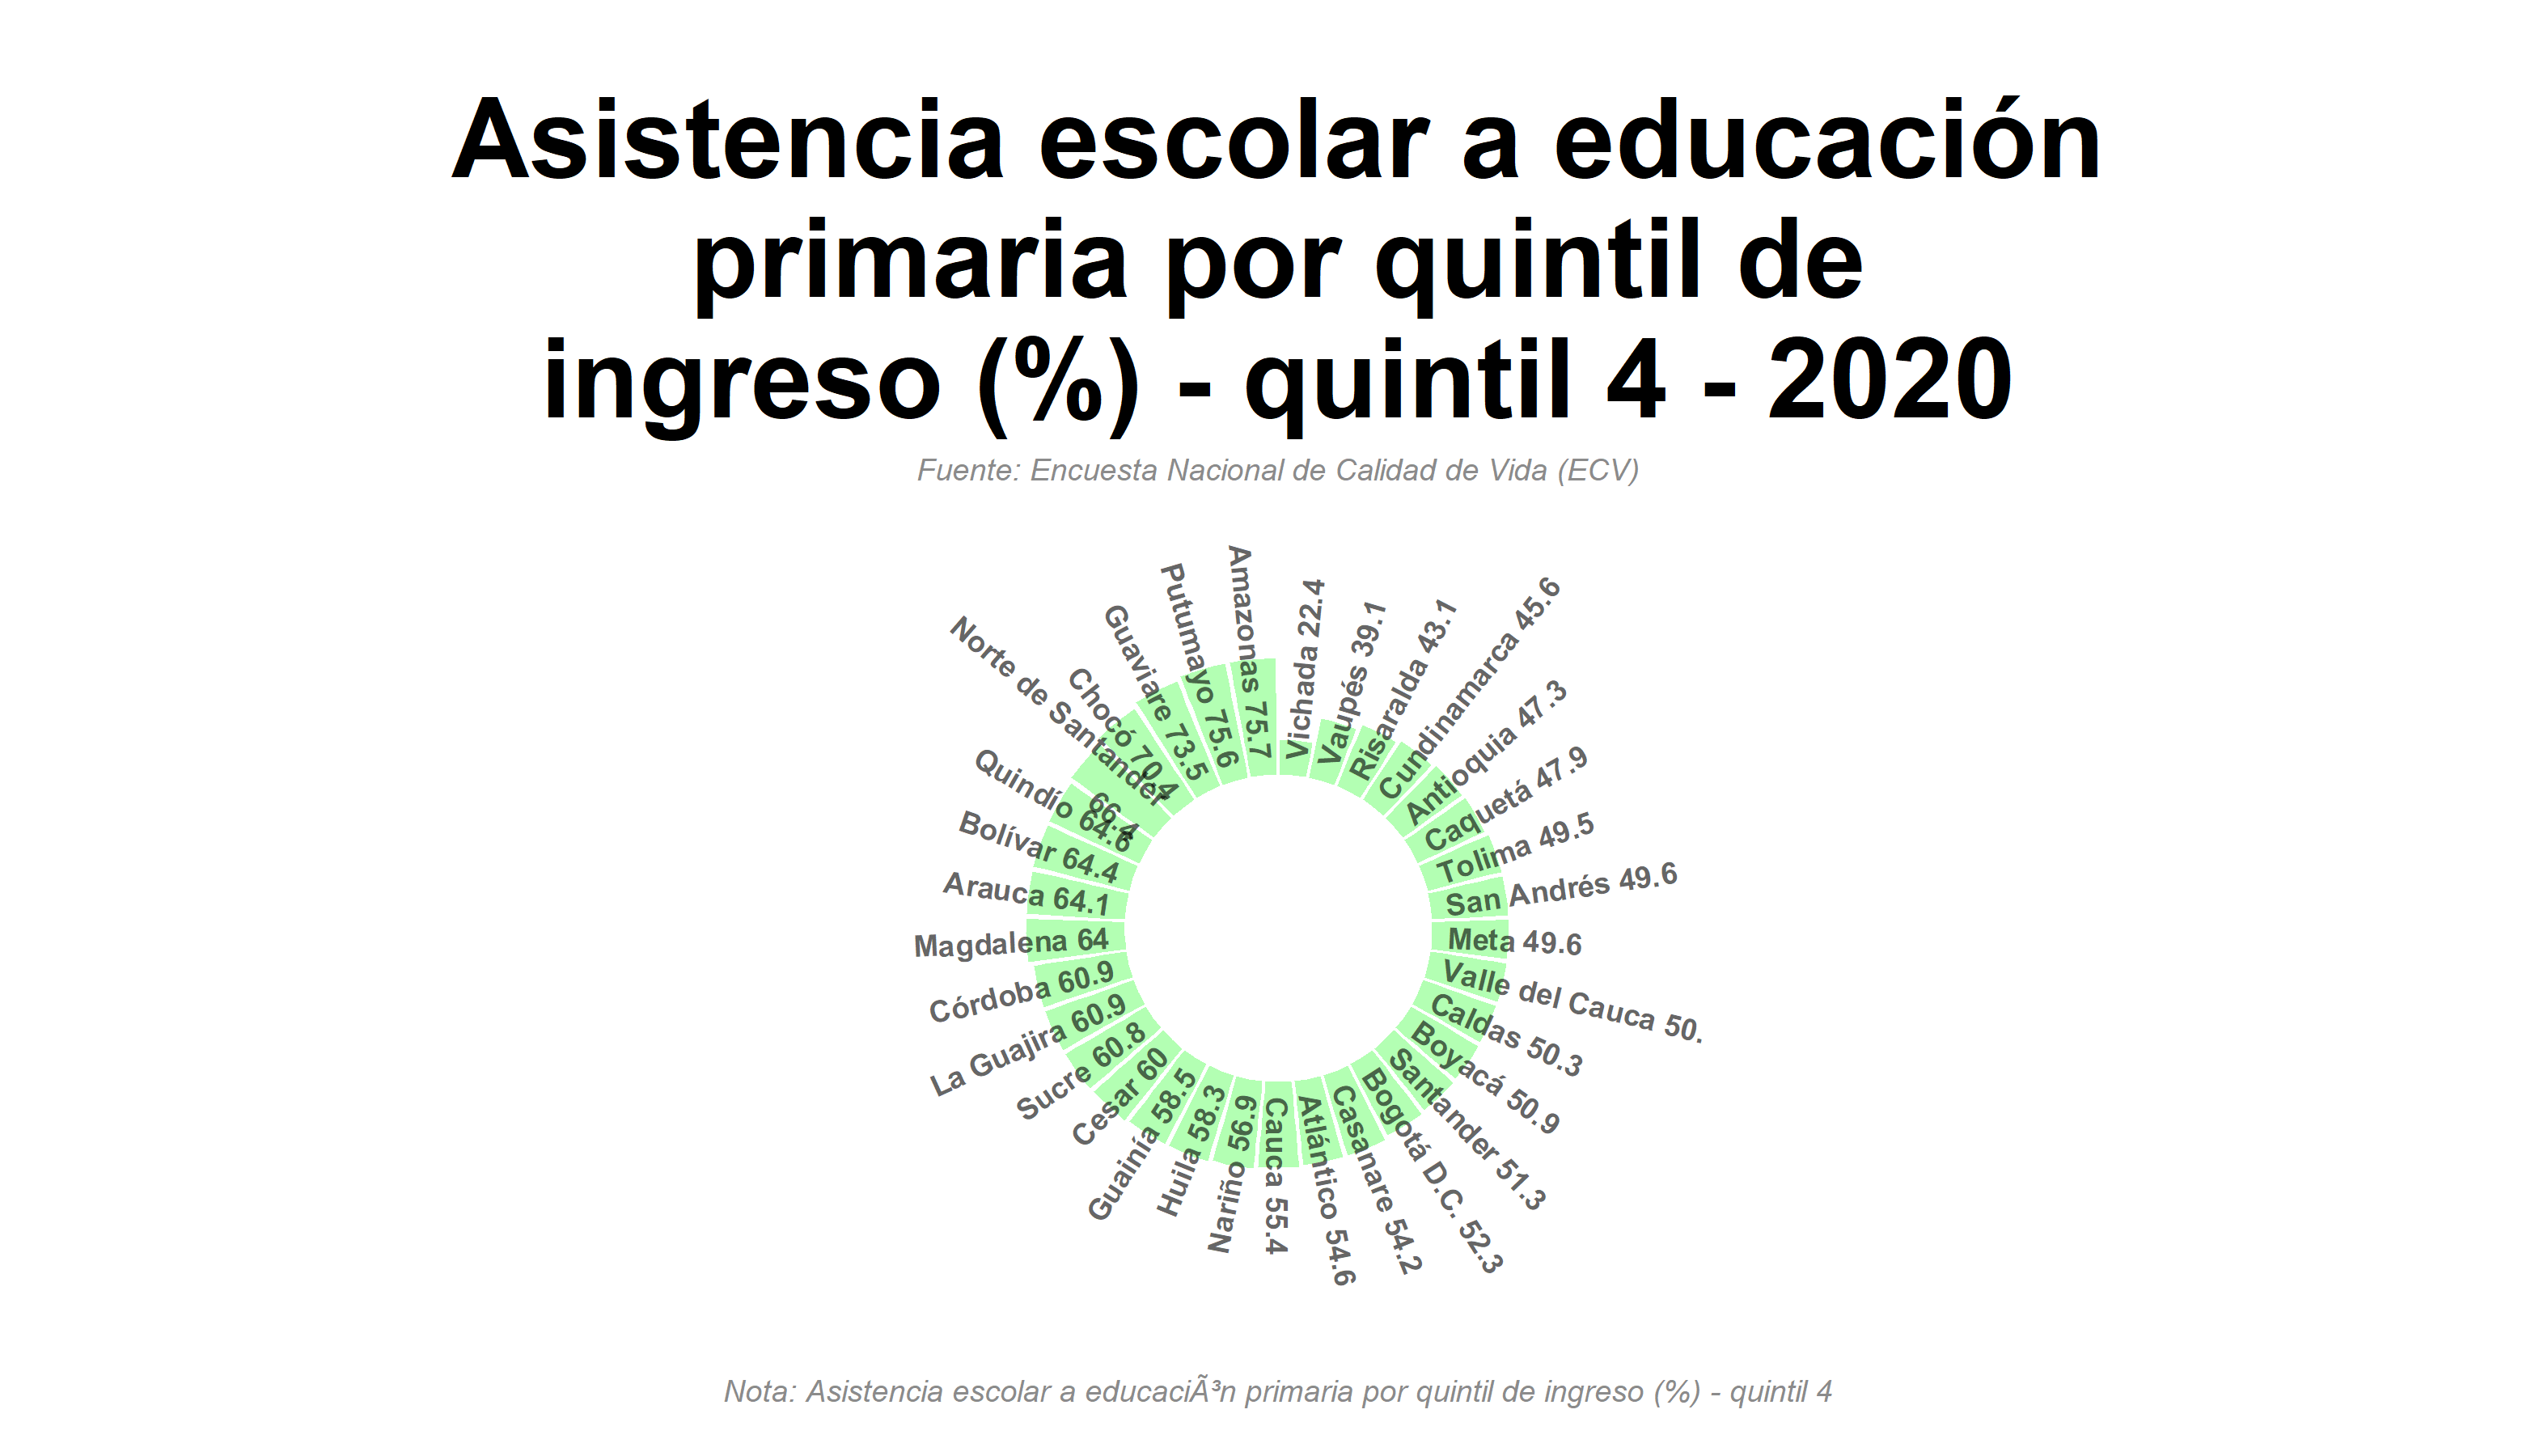 Asistencia escolar a educación
primaria por quintil de
ingreso (%) - quintil 4 - 2020
Fuente: Encuesta Nacional de Calidad de Vida (ECV)
Vichada 22.4
Vaupés 39.1
Risaralda 43.1
Cundinamarca 45.6
Antioquia 47.3
Caquetá 47.9
Tolima 49.5
San Andrés 49.6
Meta 49.6
Valle del Cauca 50.
Caldas 50.3
Boyacá 50.9
Santander 51.3
Bogotá D.C. 52.3
Casanare 54.2
Atlántico 54.6
Cauca 55.4
Nariño 56.9
Huila 58.3
Guainía 58.5
Cesar 60
Sucre 60.8
La Guajira 60.9
Córdoba 60.9
Magdalena 64
Arauca 64.1
Bolívar 64.4
Quindío 64.6
Norte de Santander
66.4
Chocó 70.4
Guaviare 73.5
Putumayo 75.6
Amazonas 75.7
Nota: Asistencia escolar a educaciÃ³n primaria por quintil de ingreso (%) - quintil 4